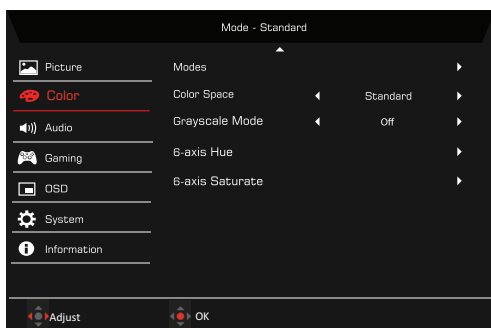 Mode - Standard
Picture
Color
Audio
Gaming
OSD
System
Information
Modes
Color Space Standard
Grayscale Mode Off
6-axis Hue
6-axis Saturate
Adjust OK